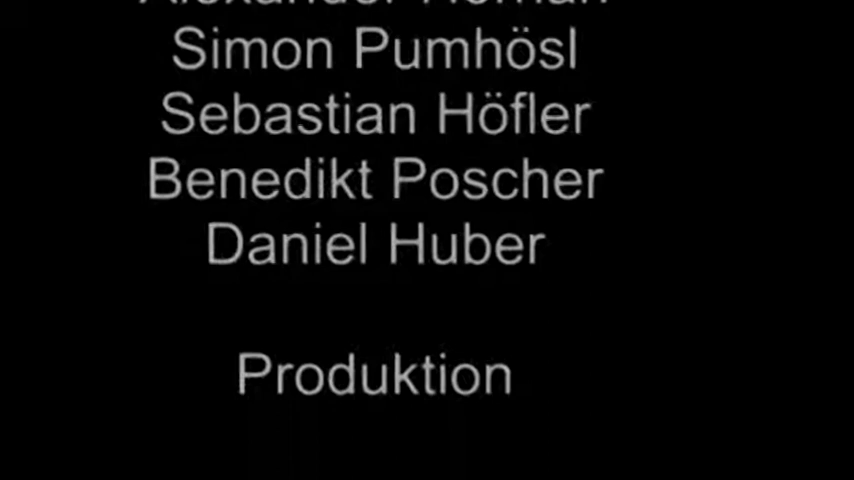 Simon Pumhösl
Sebastian Höfler
Benedikt Poscher
Daniel Huber
Produktion